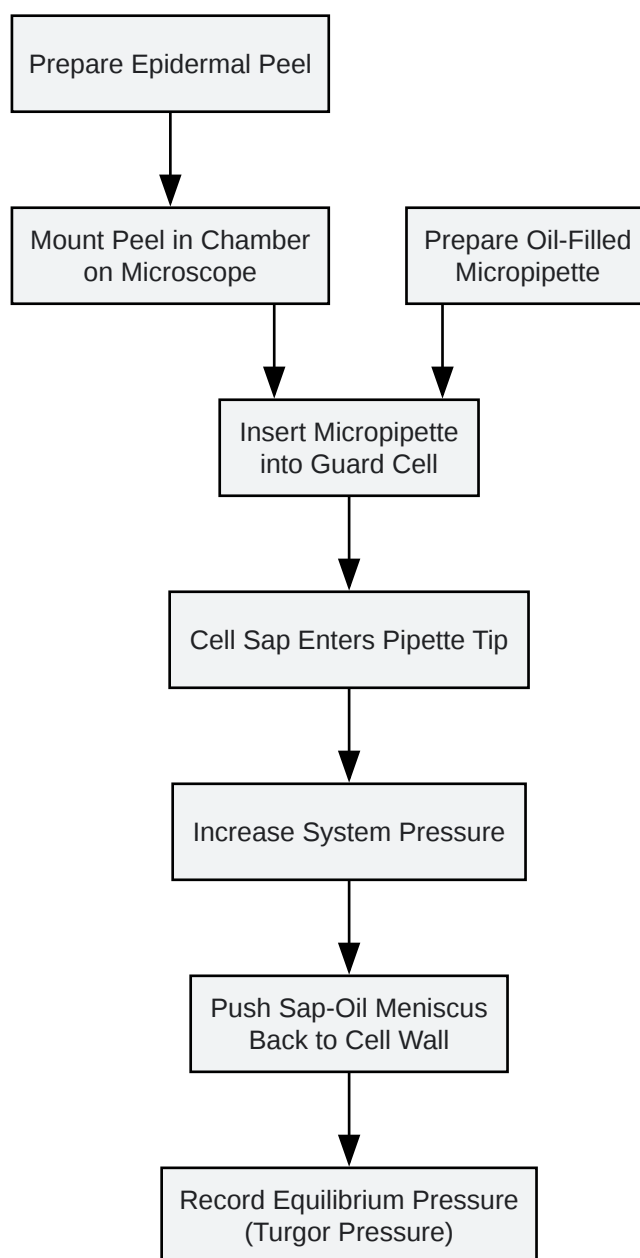 Prepare Epidermal Peel
Mount Peel in Chamber
on Microscope
Prepare Oil-Filled
Micropipette
Insert Micropipette
into Guard Cell
Cell Sap Enters Pipette Tip
Increase System Pressure
Push Sap-Oil Meniscus
Back to Cell Wall
Record Equilibrium Pressure
(Turgor Pressure)